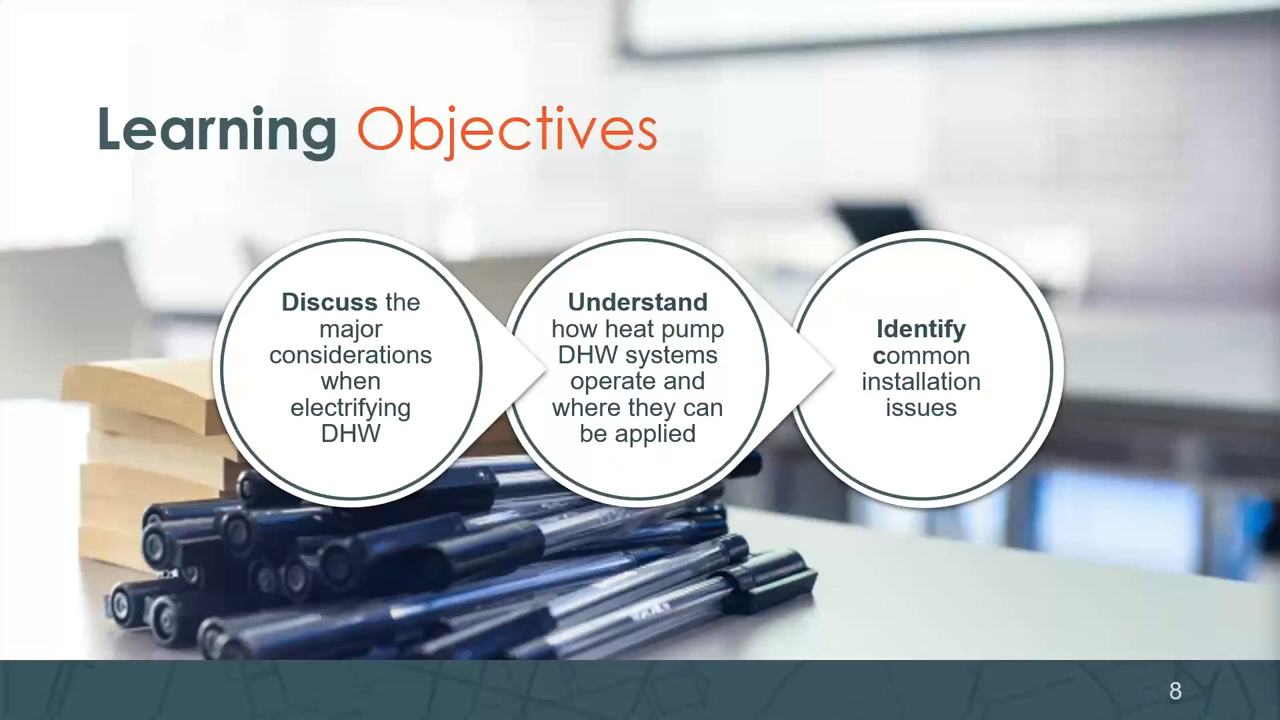 Learning Objectives
Discuss the
major
considerations
when
electrifying
DHW
Understand
how heat pump
DHW systems
operate and
where they can
be applied
Identify
common
installation
issues
8